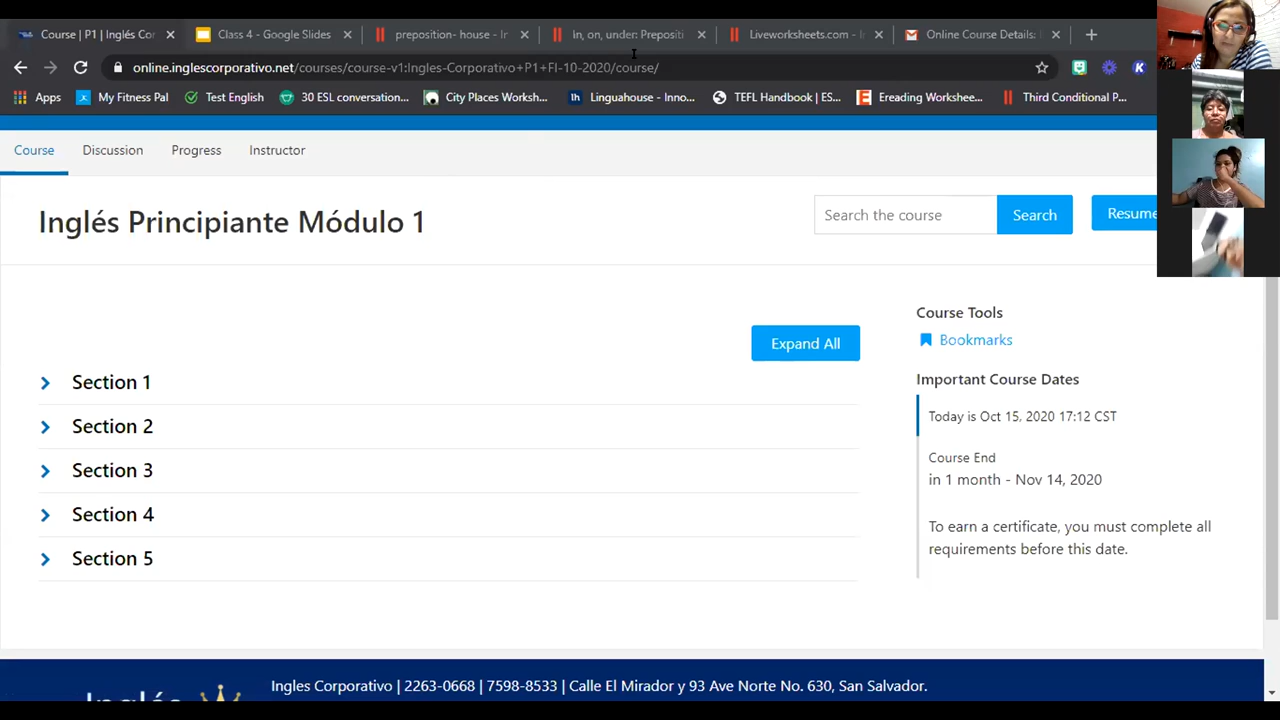 Course | P1 | Inglés Cor
Class 4 - Google Slides
preposition- house - In
In, on, under: Prepositi
Liveworksheets.com - In
Online Course Details:
online.inglescorporativo.net/courses/course-v1:Ingles-Corporativo+P1+FI-10-2020/course/
K
Apps
My Fitness Pal
Test English
30 ESL conversation...
City Places Worksh...
lh
Linguahouse - Inno...
TEFL Handbook | ES...
E
Ereading Workshee...
Third Conditional P...
Course
Discussion
Progress
Instructor
Inglés Principiante Módulo 1
Search the course
Search
Resume
Expand All
Section 1
Section 2
Section 3
Section 4
Section 5
Course Tools
Bookmarks
Important Course Dates
Today is Oct 15, 2020 17:12 CST
Course End
in 1 month - Nov 14, 2020
To earn a certificate, you must complete all
requirements before this date.
Ingles Corporativo | 2263-0668 | 7598-8533 | Calle El Mirador y 93 Ave Norte No. 630, San Salvador.